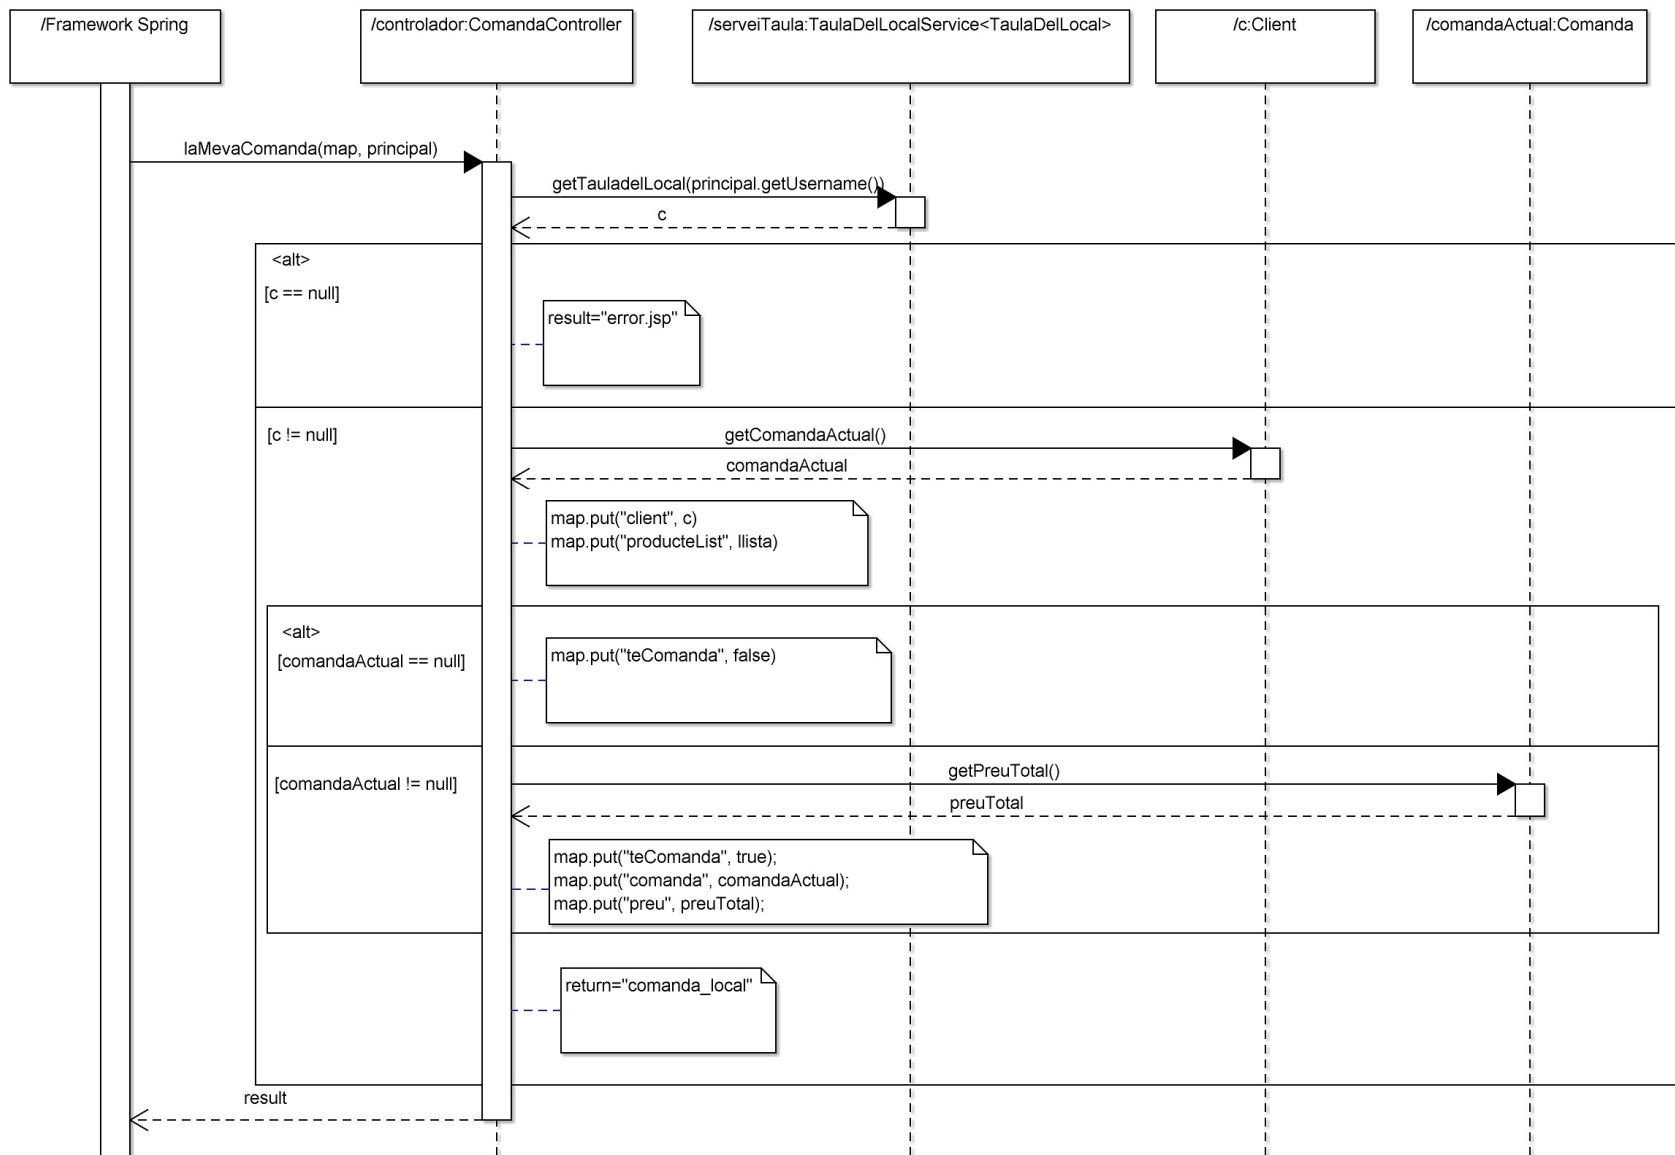 /Framework Spring
/controlador:ComandaController
/serveiTaula:TaulaDelLocalService<TaulaDelLocal>
/c:Client
/comandaActual:Comanda
laMevaComanda(map, principal)
getTauladelLocal(principal.getUsername())
c
<alt>
[c == null]
result="error.jsp"
[c != null]
getComandaActual()
comandaActual
map.put("client", c)
map.put("producteList", llista)
<alt>
[comandaActual == null]
map.put("teComanda", false)
[comandaActual != null]
getPreuTotal()
preuTotal
map.put("teComanda", true);
map.put("comanda", comandaActual);
map.put("preu", preuTotal);
return="comanda_local"
result